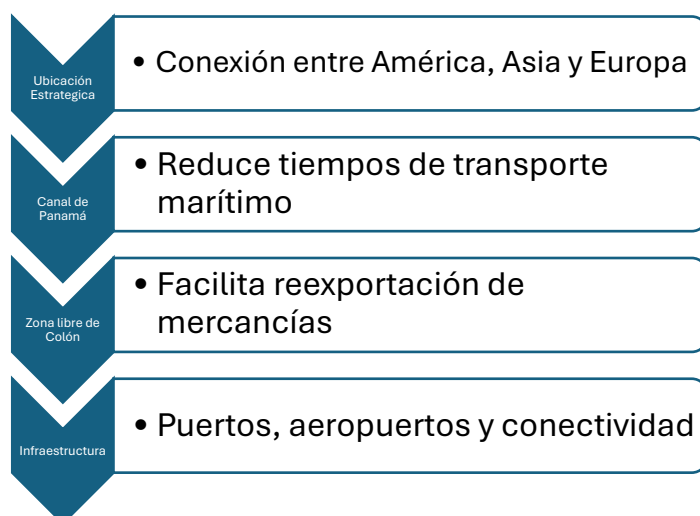 Ubicación
Estrategica
• Conexión entre América, Asia y Europa
Canal de
Panamá
• Reduce tiempos de transporte
marítimo
Zona libre de
Colón
• Facilita reexportación de
mercancías
Infraestructura
• Puertos, aeropuertos y conectividad